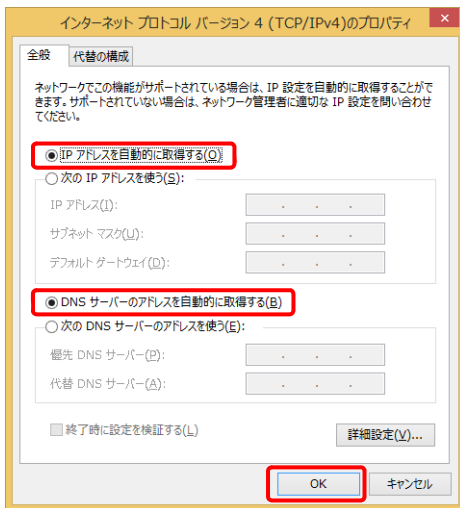 インターネット プロトコル バージョン 4 (TCP/IPv4)のプロパティ
全般
代替の構成
ネットワークでこの機能がサポートされている場合は、IP 設定を自動的に取得することがで
きます。サポートされていない場合は、ネットワーク管理者に適切な IP 設定を問い合わせ
てください。
IP アドレスを自動的に取得する(O)
次の IP アドレスを使う(S):
IP アドレス(I):
サブネット マスク(U):
デフォルト ゲートウェイ(D):
DNS サーバーのアドレスを自動的に取得する(B)
次の DNS サーバーのアドレスを使う(E):
優先 DNS サーバー(P):
代替 DNS サーバー(A):
終了時に設定を検証する(L)
詳細設定(V)...
OK
キャンセル